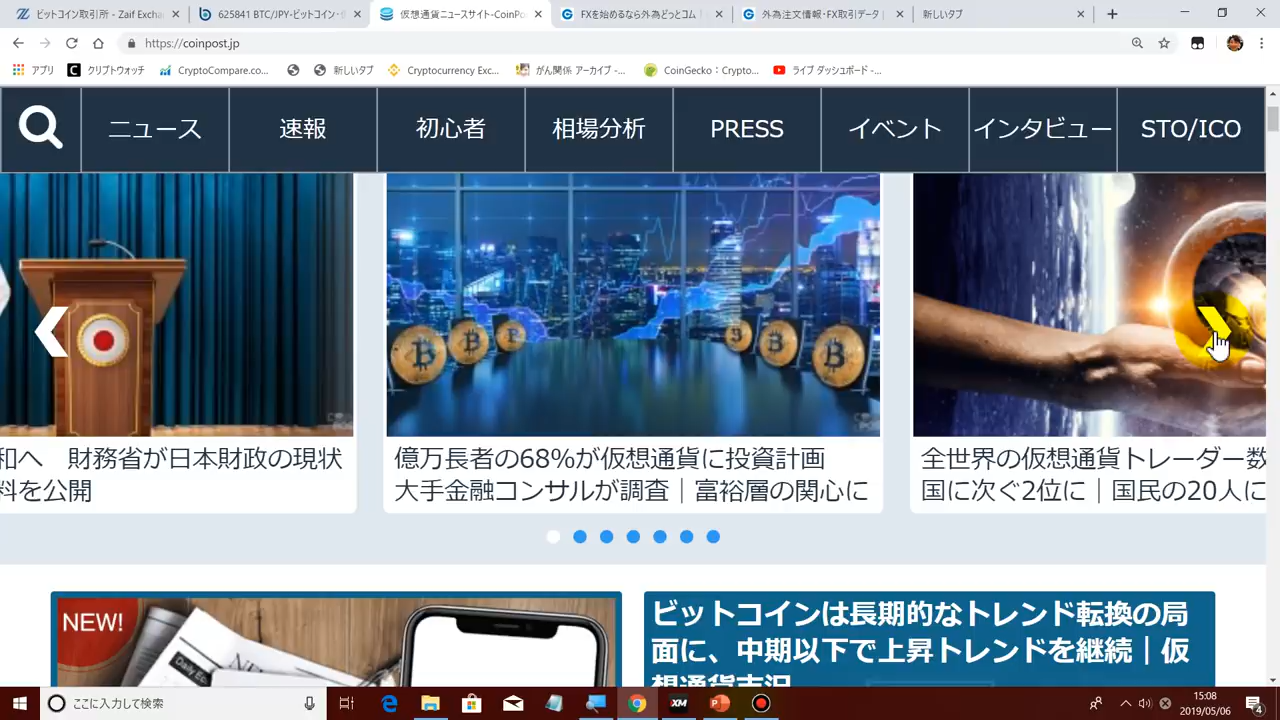 ビットコイン取引所 - Zaif Excha
625841 BTC/JPY-ビットコイン・
仮想通貨ニュースサイト-CoinPo
FXを始めるなら外為どっとコム
外為注文情報・FX取引データ
新しいタブ
https://coinpost.jp
アプリ
クリプトウォッチ
CryptoCompare.co...
新しいタブ
Cryptocurrency Exc...
がん関係 アーカイブ -...
CoinGecko：Crypto...
ライブ ダッシュボード -...
ニュース
速報
初心者
相場分析
PRESS
イベント
インタビュー
STO/ICO
和へ　財務省が日本財政の現状
料を公開
億万長者の68%が仮想通貨に投資計画
大手金融コンサルが調査｜富裕層の関心に
全世界の仮想通貨トレーダー数
国に次ぐ2位に｜国民の20人に
NEW!
ビットコインは長期的なトレンド転換の局
面に、中期以下で上昇トレンドを継続｜仮
想通貨市況
ここに入力して検索
XM
15:08
2019/05/06
4